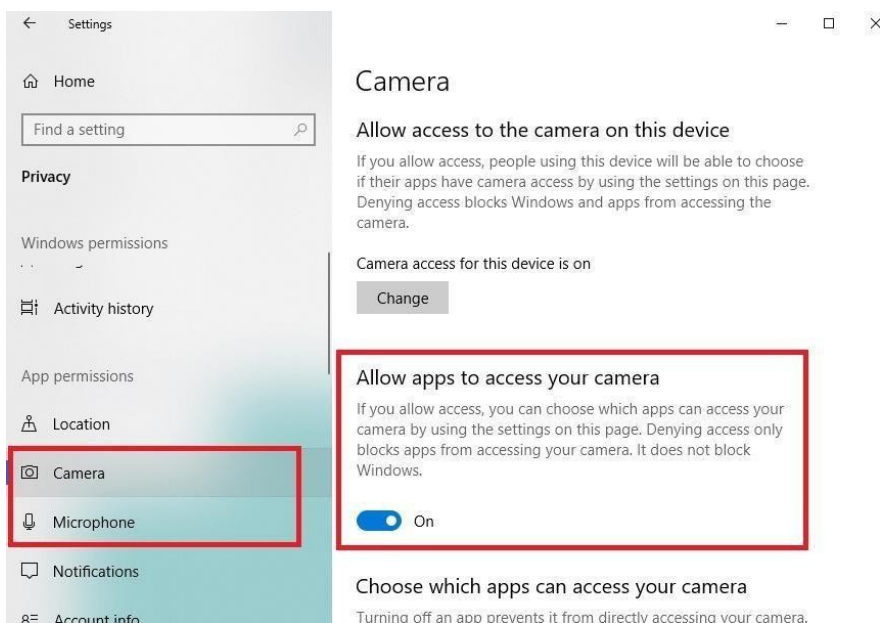 Settings
Home
Find a setting
Privacy
Windows permissions
Activity history
App permissions
Location
Camera
Microphone
Notifications
Account info
Camera
Allow access to the camera on this device
If you allow access, people using this device will be able to choose
if their apps have camera access by using the settings on this page.
Denying access blocks Windows and apps from accessing the
camera.
Camera access for this device is on
Change
Allow apps to access your camera
If you allow access, you can choose which apps can access your
camera by using the settings on this page. Denying access only
blocks apps from accessing your camera. It does not block
Windows.
On
Choose which apps can access your camera
Turning off an app prevents it from directly accessing your camera.